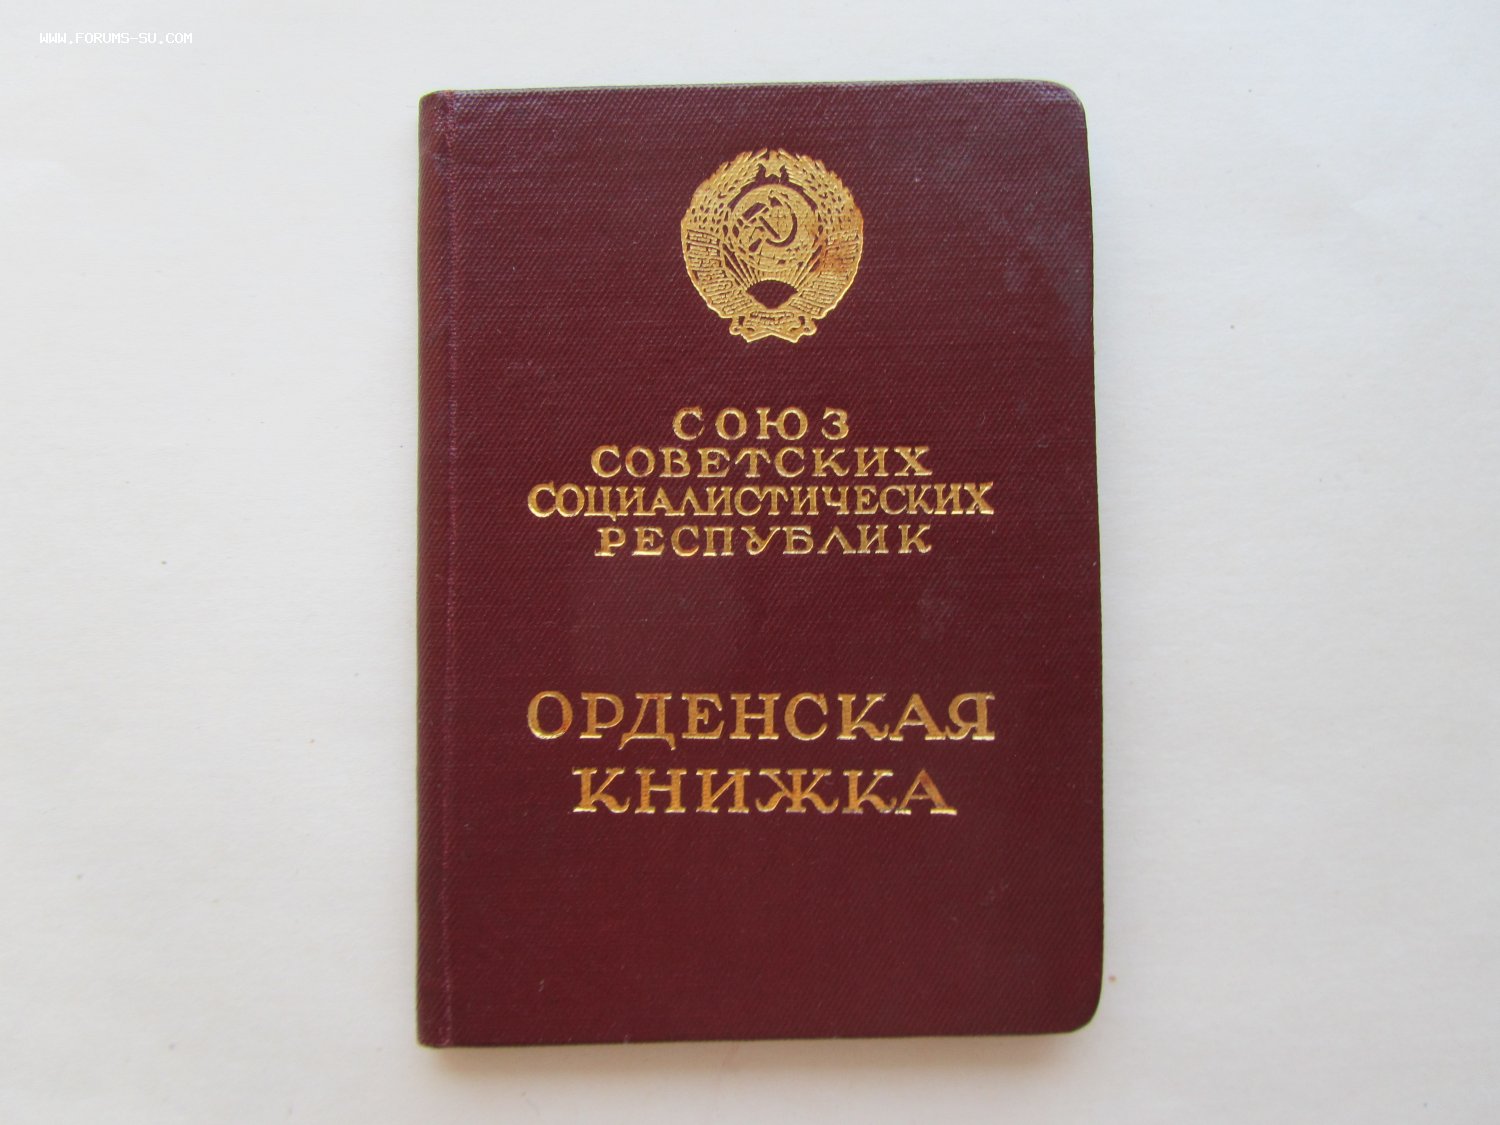 WWW.FORUMS-SU.COM
СОЮЗ
СОВЕТСКИХ
СОЦИАЛИСТИЧЕСКИХ
РЕСПУБЛИК
ОРДЕНСКАЯ
КНИЖКА